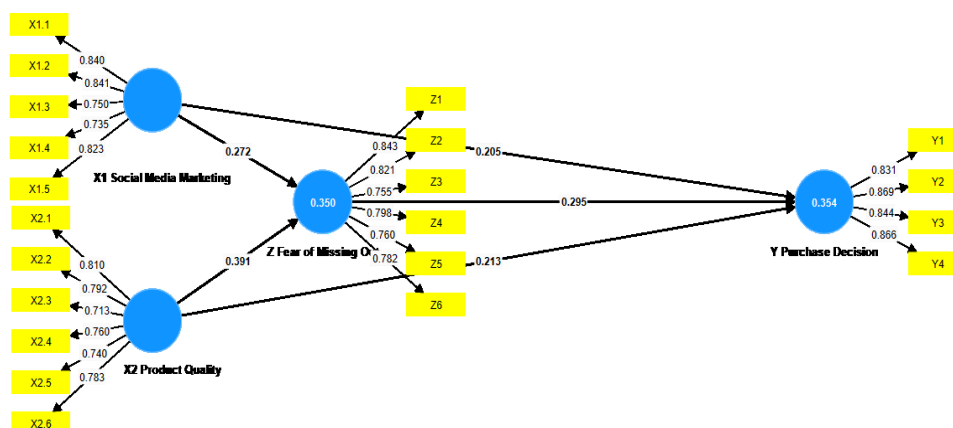 X1.1
X1.2
X1.3
X1.4
X1.5
0.840
0.841
0.750
0.735
0.823
X1 Social Media Marketing
X2.1
X2.2
X2.3
X2.4
X2.5
X2.6
0.810
0.792
0.713
0.760
0.740
0.783
X2 Product Quality
0.272
0.391
0.350
Z Fear of Missing O
Z1
Z2
Z3
Z4
Z5
Z6
0.843
0.821
0.755
0.798
0.760
0.782
0.205
0.295
0.213
0.354
Y Purchase Decision
0.831
0.869
0.844
0.866
Y1
Y2
Y3
Y4